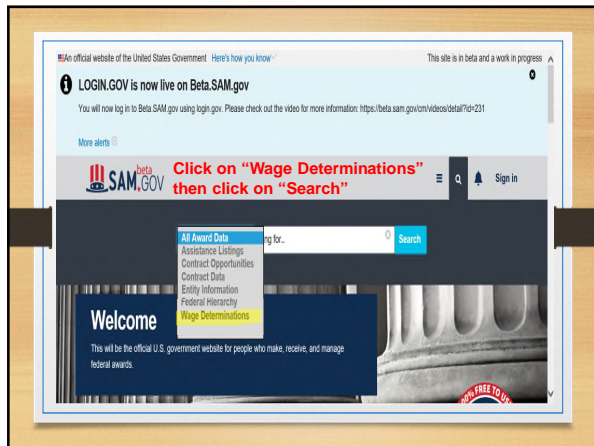 An official website of the United States Government Here's how you know
This site is in beta and a work in progress
LOGIN.GOV is now live on Beta.SAM.gov
You will now log in to Beta.SAM.gov using login.gov. Please check out the video for more information: https://beta.sam.gov/cm/videos/detail?id=231
More alerts
beta
SAM.GOV
Click on “Wage Determinations”
then click on “Search”
Sign in
All Award Data
ng for..
Search
Assistance Listings
Contract Opportunities
Contract Data
Entity Information
Federal Hierarchy
Wage Determinations
Welcome
This will be the official U.S. government website for people who make, receive, and manage
federal awards.
100% FREE TO US